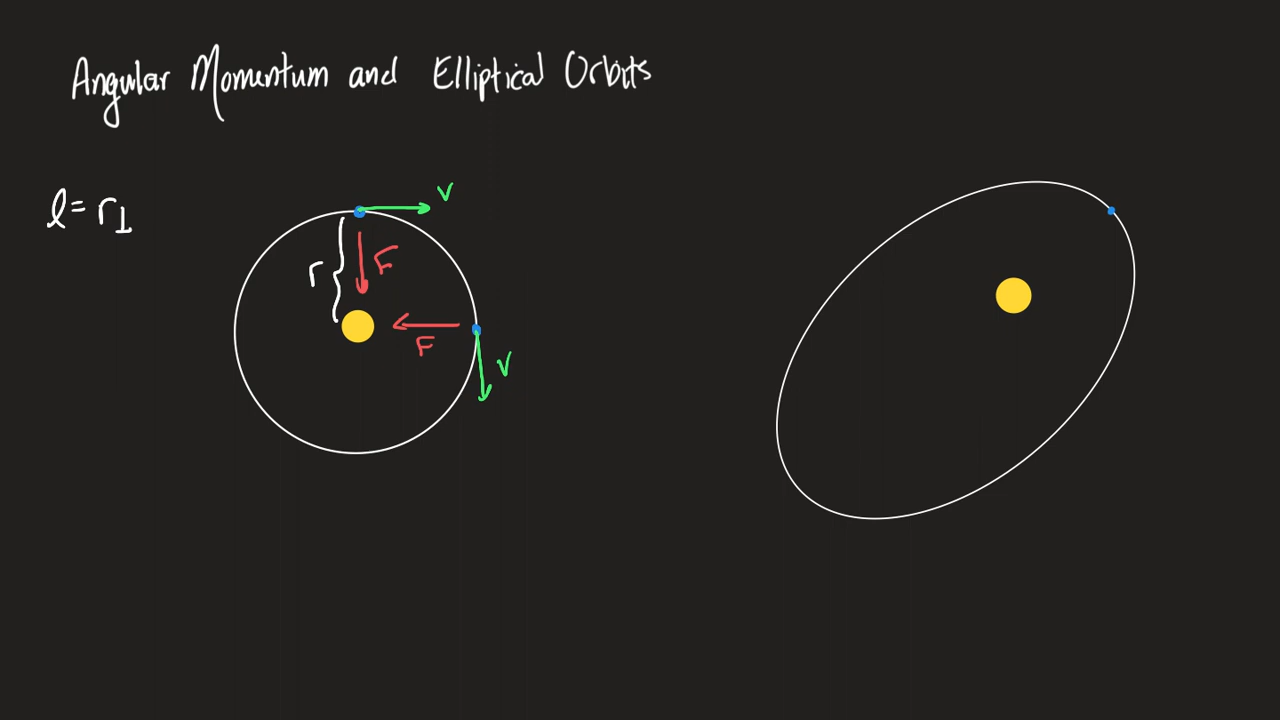 Angular Momentum and Elliptical Orbits
l = r⊥
v
r
F
F
v